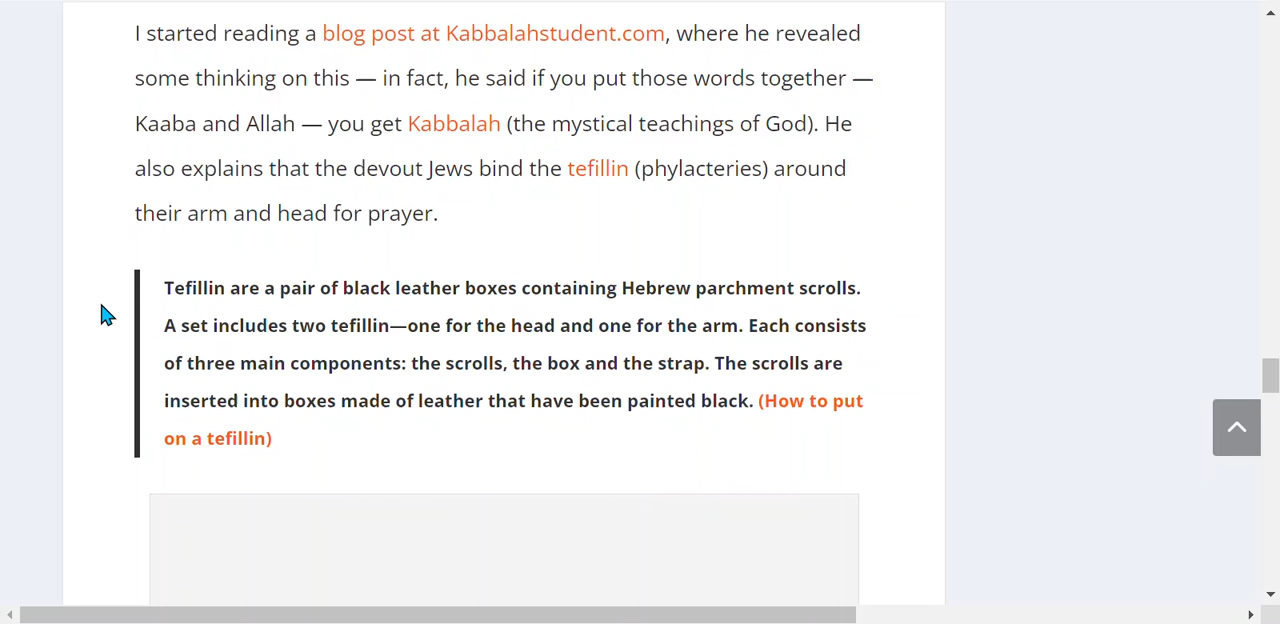 I started reading a blog post at Kabbalahstudent.com, where he revealed
some thinking on this — in fact, he said if you put those words together —
Kaaba and Allah — you get Kabbalah (the mystical teachings of God). He
also explains that the devout Jews bind the tefillin (phylacteries) around
their arm and head for prayer.
Tefillin are a pair of black leather boxes containing Hebrew parchment scrolls.
A set includes two tefillin—one for the head and one for the arm. Each consists
of three main components: the scrolls, the box and the strap. The scrolls are
inserted into boxes made of leather that have been painted black. (How to put
on a tefillin)